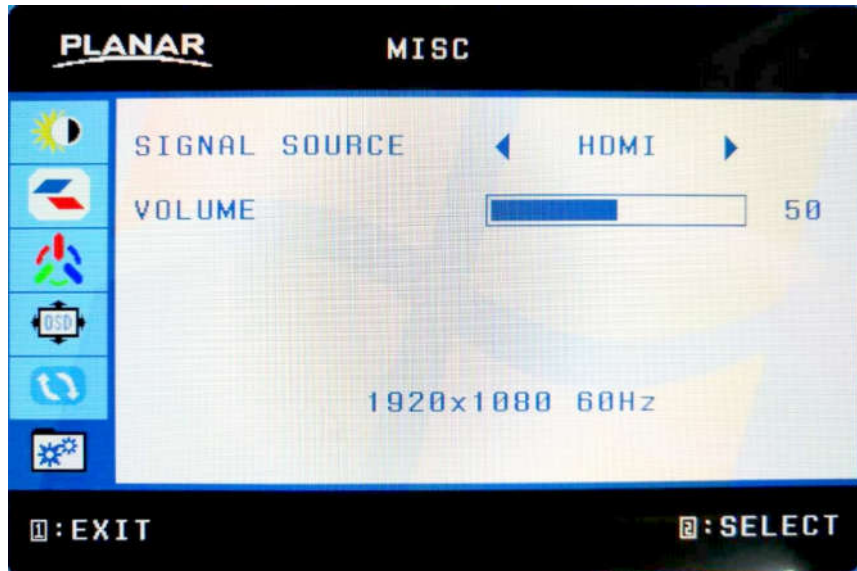 PLANAR MISC
SIGNAL SOURCE HDMI
VOLUME 50
OSD
1920x1080 60Hz
1:EXIT 2:SELECT